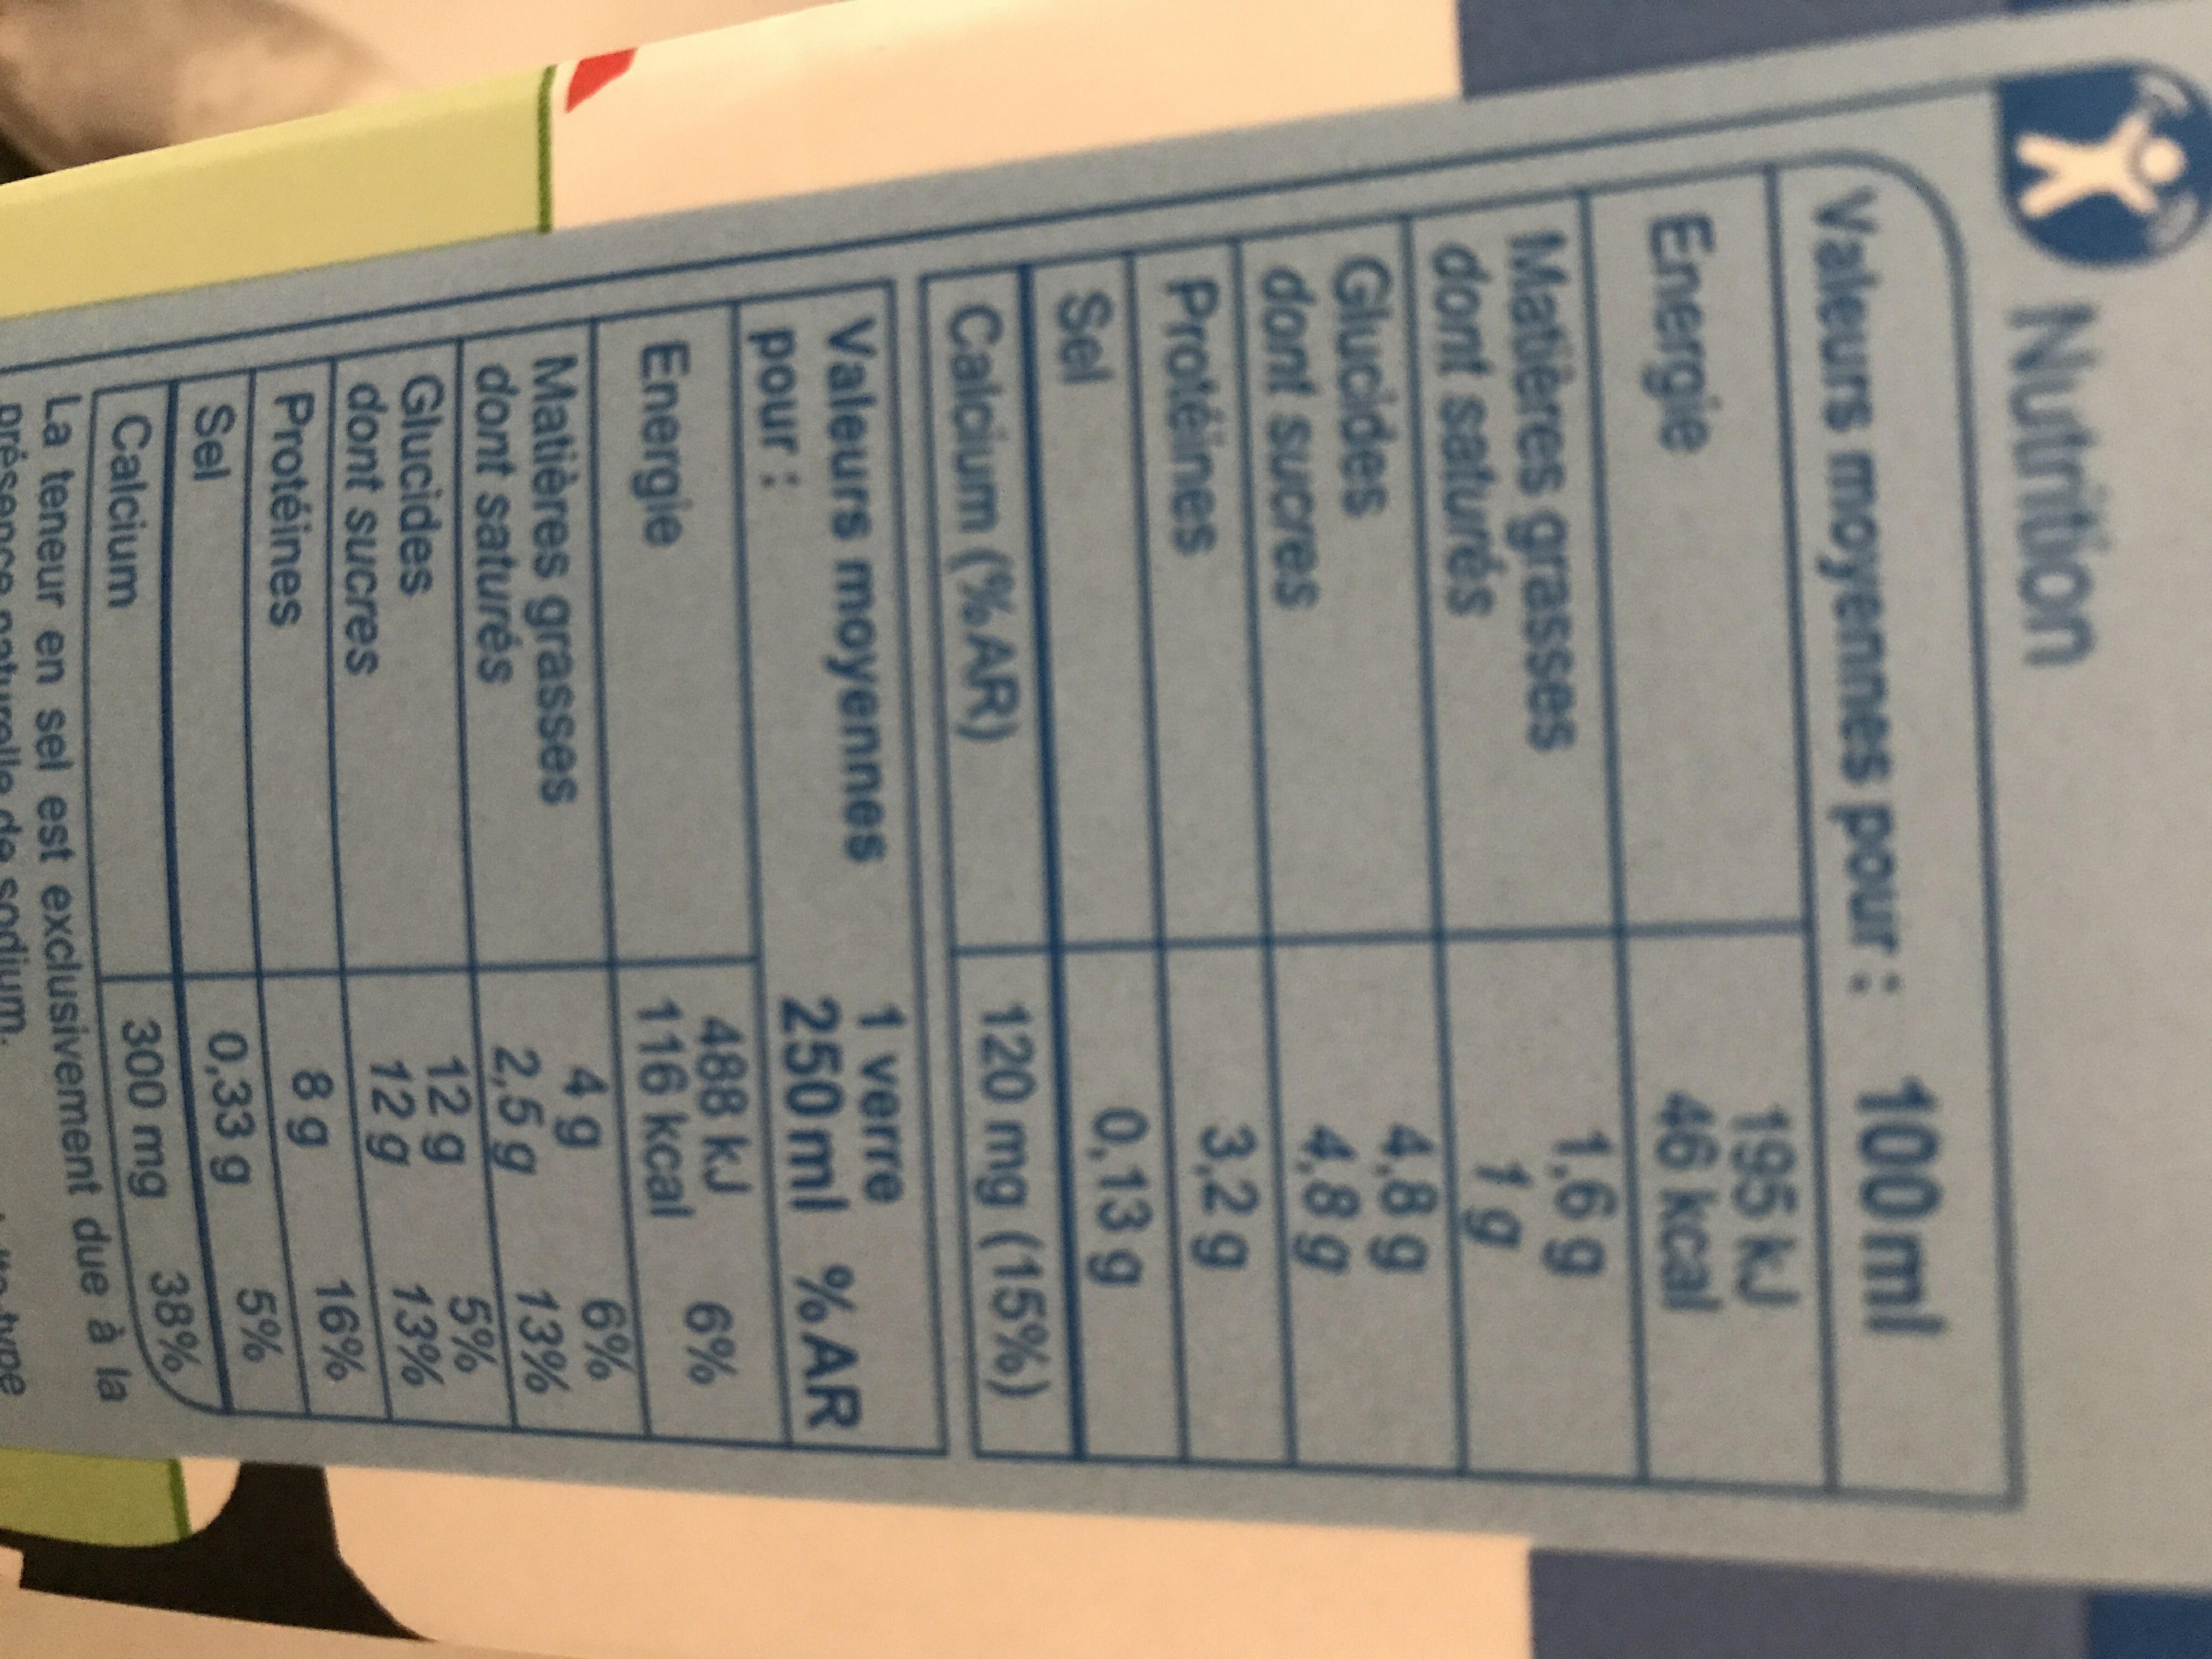 Nutrition
Valeurs moyennes pour : 100 ml
Energie 195 kJ
46 kcal
Matières grasses 1,6 g
dont saturés 1 g
Glucides 4,8 g
dont sucres 4,8 g
Protéines 3,2 g
Sel 0,13 g
Calcium (%AR) 120 mg (15%)
Valeurs moyennes 1 verre
pour : 250 ml %AR
Energie 488 kJ
116 kcal 6%
Matières grasses 4 g 6%
dont saturés 2,5 g 13%
Glucides 12 g 5%
dont sucres 12 g 13%
Protéines 8 g 16%
Sel 0,33 g 5%
Calcium 300 mg 38%
La teneur en sel est exclusivement due à la
présence naturelle de sodium.